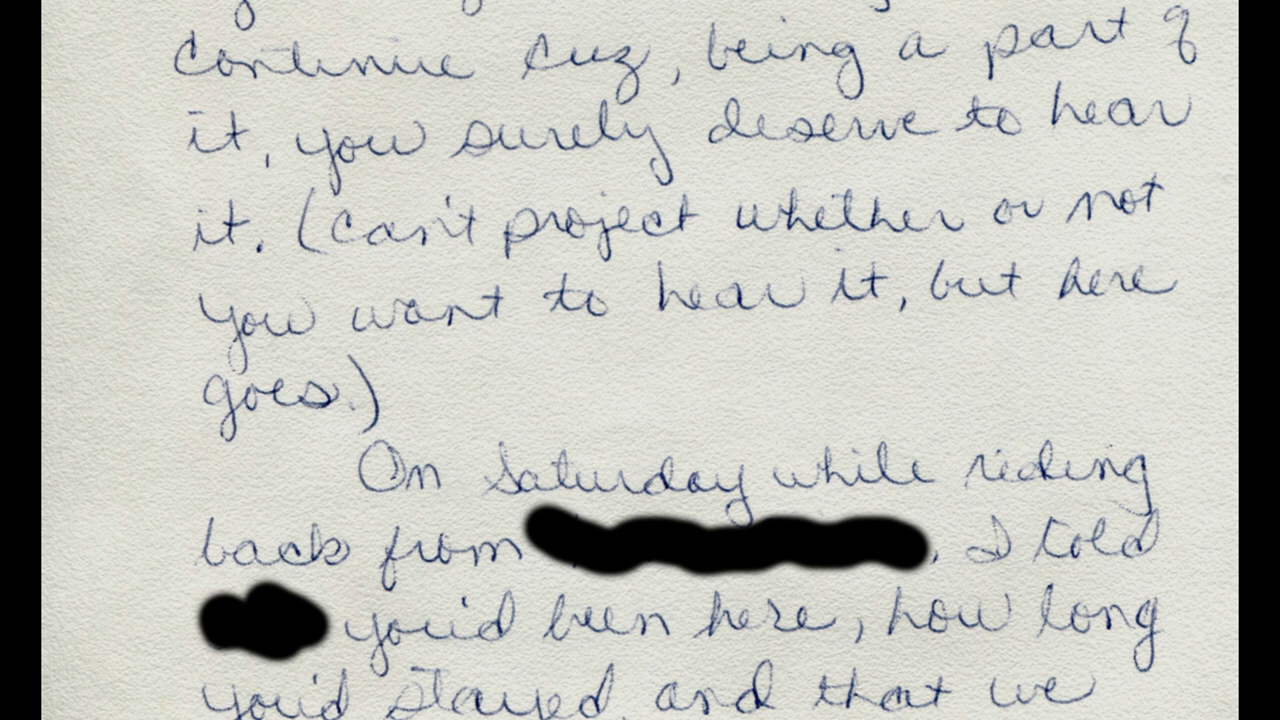 continue cuz, being a part of
it, you surely deserve to hear
it. (Can't project whether or not
you want to hear it, but here
goes.)
On Saturday while riding
back from , I told
you'd been here, how long
you'd stayed and that we